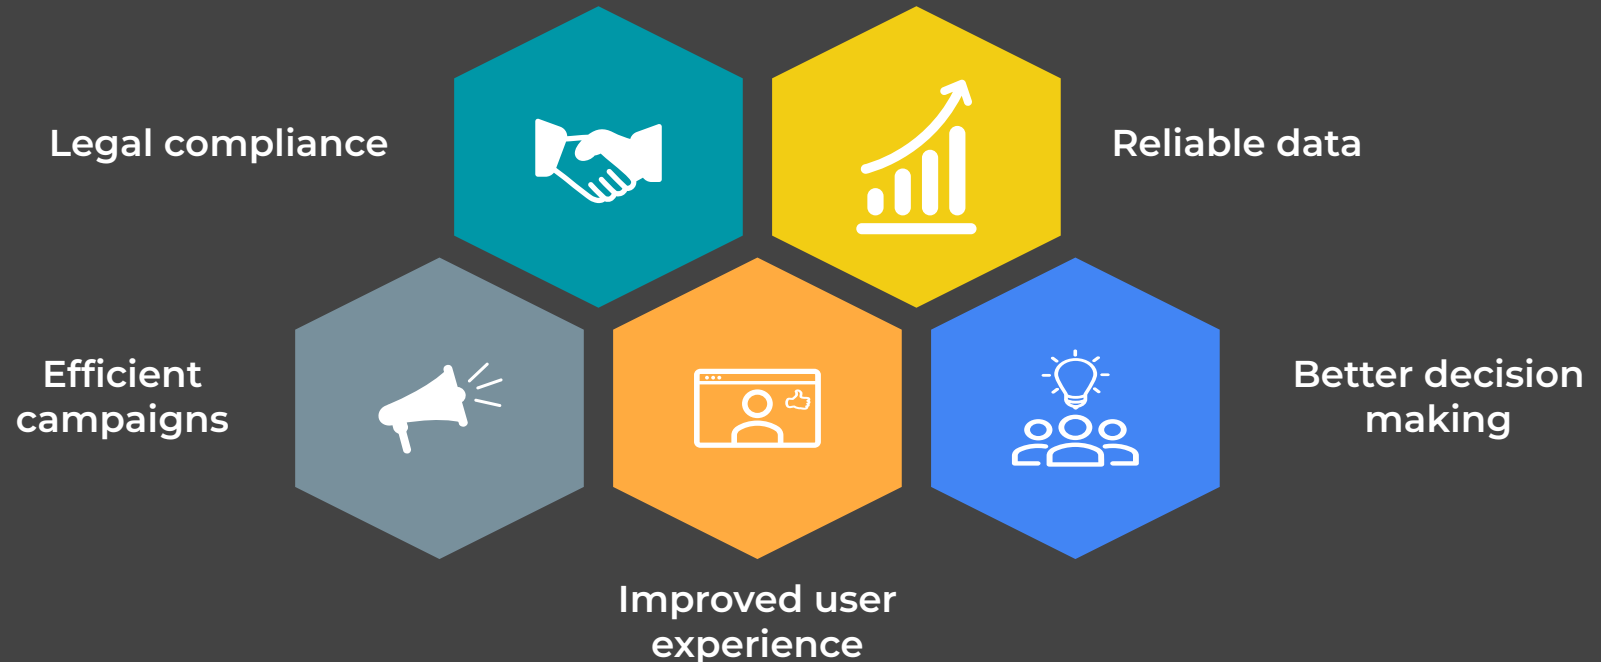 Legal compliance
Reliable data
Efficient
campaigns
Better decision
making
Improved user
experience